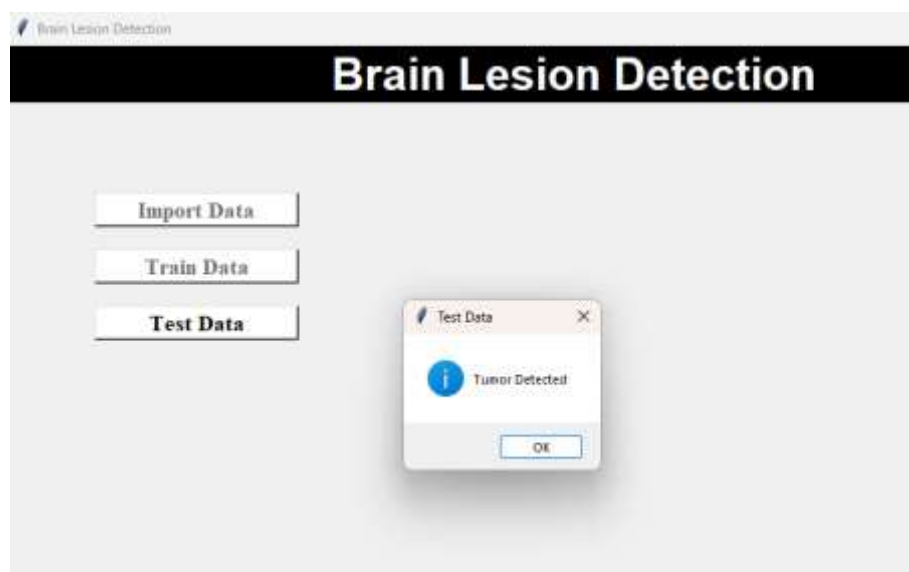 Brain Lesion Detection
Brain Lesion Detection
Import Data
Train Data
Test Data
Test Data
Tumor Detected
OK